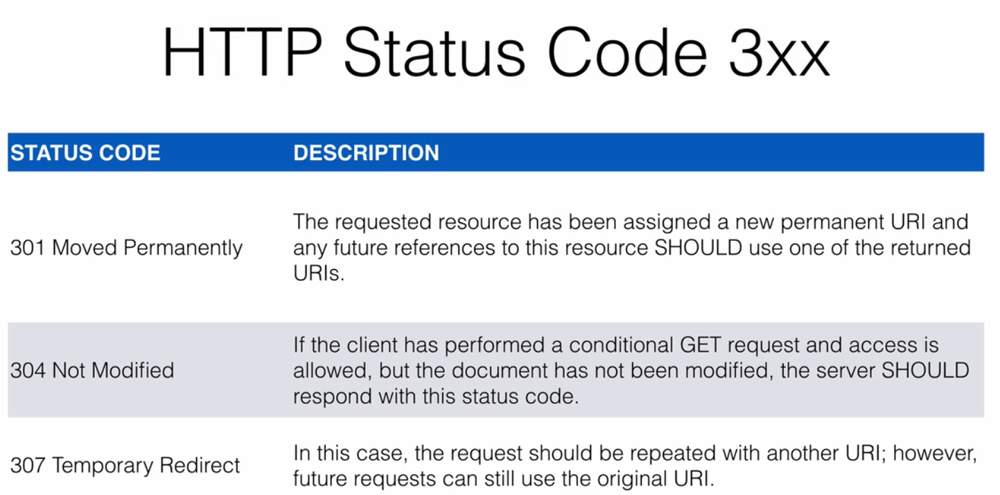 HTTP Status Code 3xx
STATUS CODE DESCRIPTION
301 Moved Permanently
The requested resource has been assigned a new permanent URI and
any future references to this resource SHOULD use one of the returned
URIs.
304 Not Modified
If the client has performed a conditional GET request and access is
allowed, but the document has not been modified, the server SHOULD
respond with this status code.
307 Temporary Redirect
In this case, the request should be repeated with another URI; however,
future requests can still use the original URI.